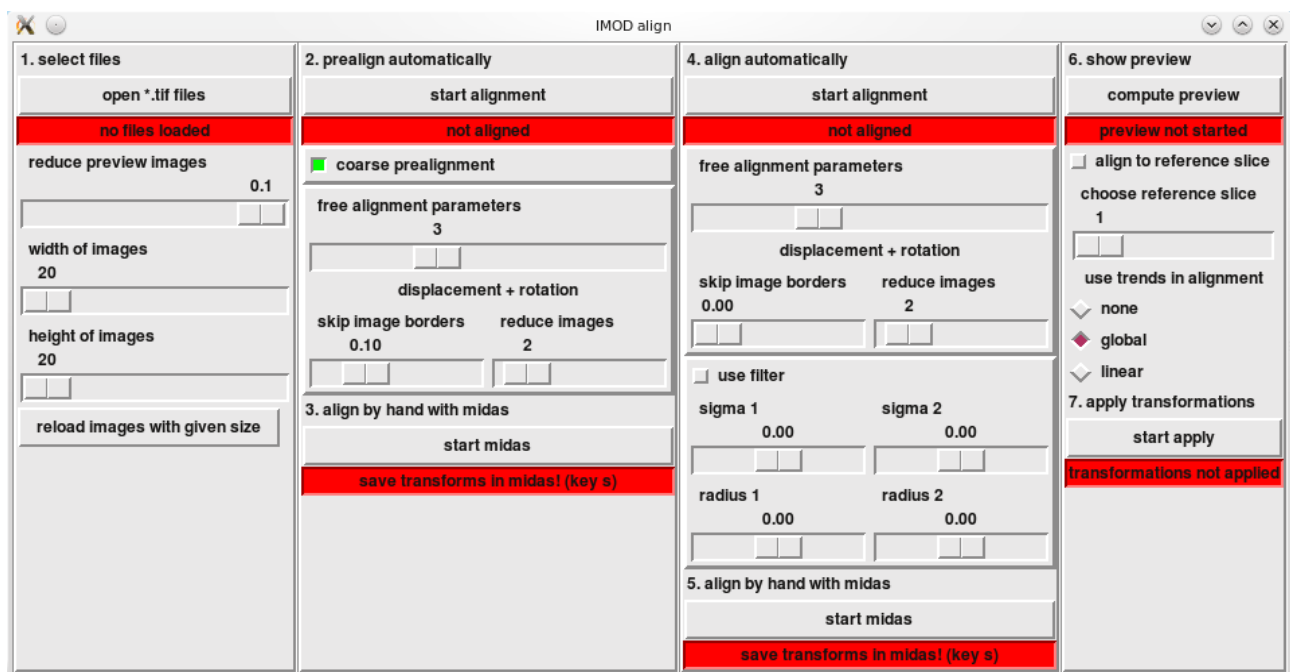 IMOD align
1. select files
open *.tif files
no files loaded
reduce preview images
0.1
width of images
20
height of images
20
reload images with given size
2. prealign automatically
start alignment
not aligned
coarse prealignment
free alignment parameters
3
displacement + rotation
skip image borders reduce images
0.10 2
3. align by hand with midas
start midas
save transforms in midas! (key s)
4. align automatically
start alignment
not aligned
free alignment parameters
3
displacement + rotation
skip image borders reduce images
0.00 2
use filter
sigma 1 sigma 2
0.00 0.00
radius 1 radius 2
0.00 0.00
5. align by hand with midas
start midas
save transforms in midas! (key s)
6. show preview
compute preview
preview not started
align to reference slice
choose reference slice
1
use trends in alignment
none
global
linear
7. apply transformations
start apply
transformations not applied